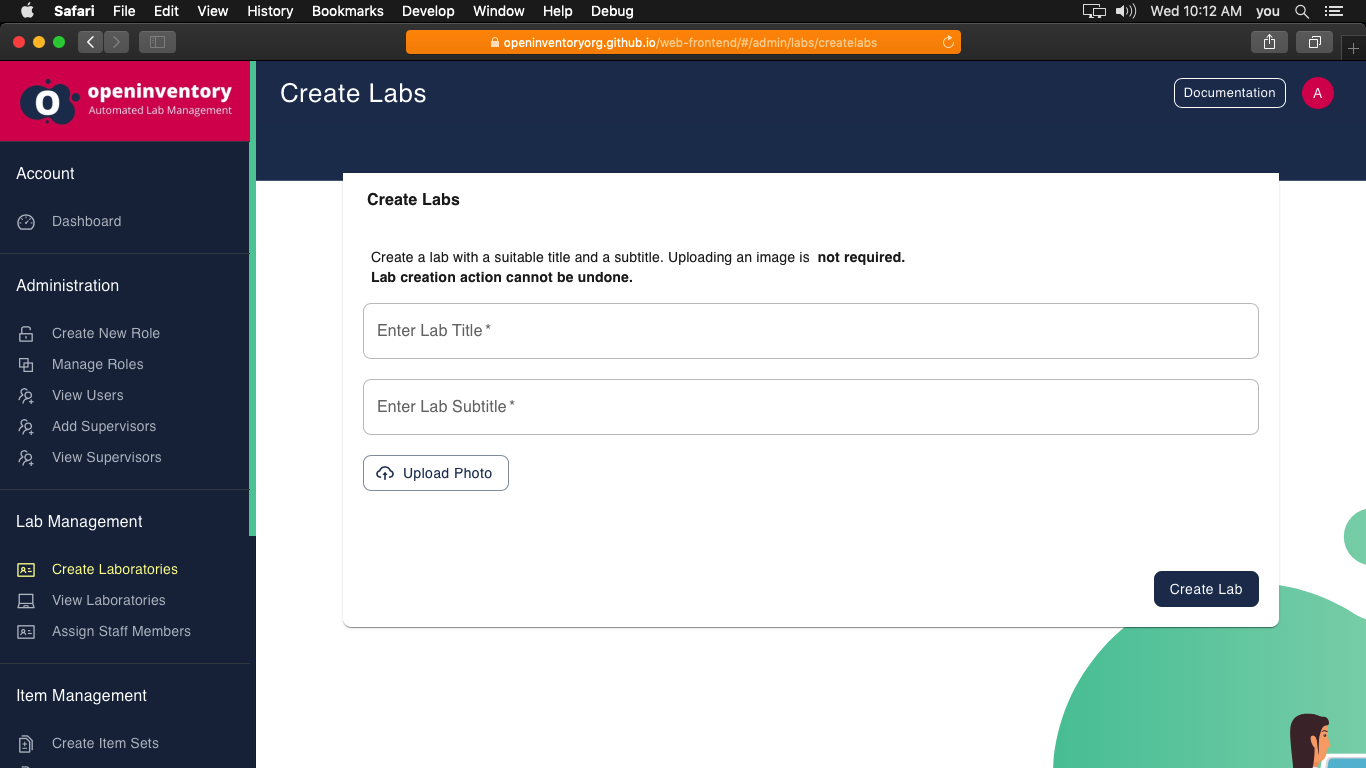 Safari File Edit View History Bookmarks Develop Window Help Debug Wed 10:12 AM you
openinventoryorg.github.io/web-frontend/#/admin/labs/createlabs
openinventory
Automated Lab Management
Create Labs
Documentation
A
Account
Dashboard
Administration
Create New Role
Manage Roles
View Users
Add Supervisors
View Supervisors
Lab Management
Create Laboratories
View Laboratories
Assign Staff Members
Item Management
Create Item Sets
Create Labs
Create a lab with a suitable title and a subtitle. Uploading an image is not required.
Lab creation action cannot be undone.
Enter Lab Title *
Enter Lab Subtitle *
Upload Photo
Create Lab